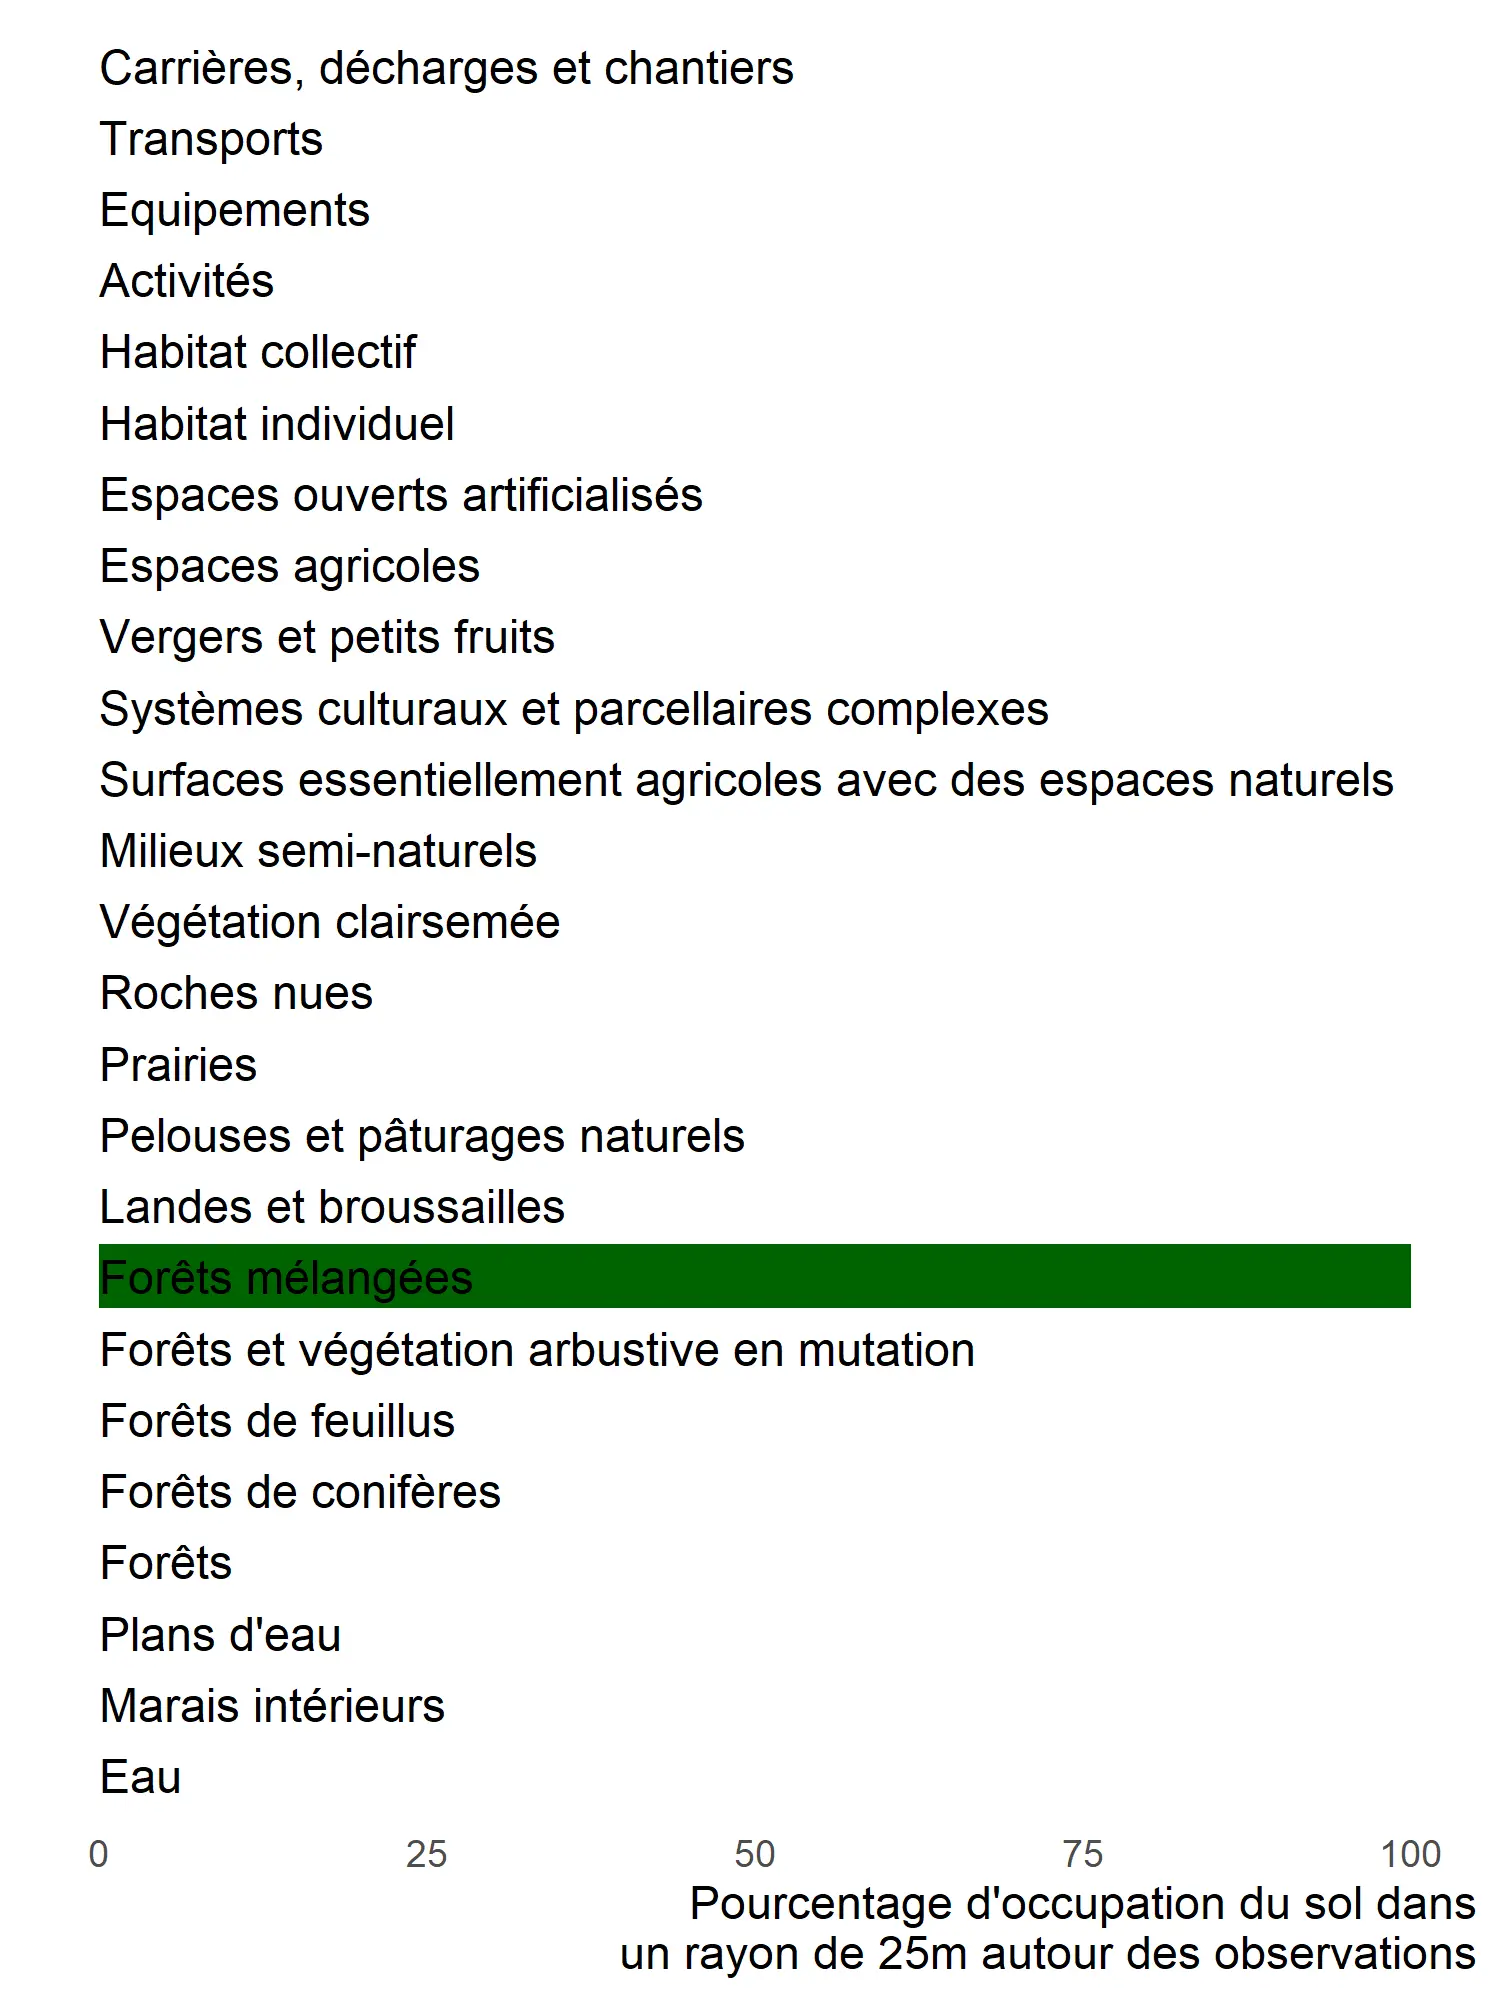 Carrières, décharges et chantiers
Transports
Equipements
Activités
Habitat collectif
Habitat individuel
Espaces ouverts artificialisés
Espaces agricoles
Vergers et petits fruits
Systèmes culturaux et parcellaires complexes
Surfaces essentiellement agricoles avec des espaces naturels
Milieux semi-naturels
Végétation clairsemée
Roches nues
Prairies
Pelouses et pâturages naturels
Landes et broussailles
Forêts mélangées
Forêts et végétation arbustive en mutation
Forêts de feuillus
Forêts de conifères
Forêts
Plans d'eau
Marais intérieurs
Eau
0 25 50 75 100
Pourcentage d'occupation du sol dans
un rayon de 25m autour des observations